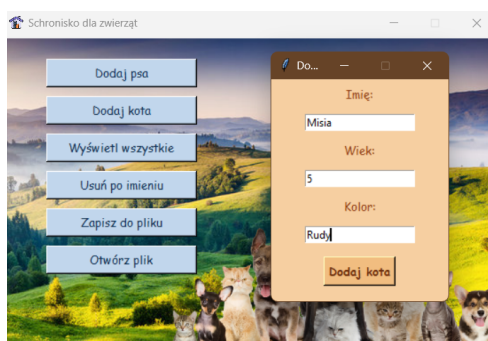 Schronisko dla zwierząt
Dodaj psa
Dodaj kota
Wyświetl wszystkie
Usuń po imieniu
Zapisz do pliku
Otwórz plik
Do...
Imię:
Misia
Wiek:
5
Kolor:
Rudy
Dodaj kota